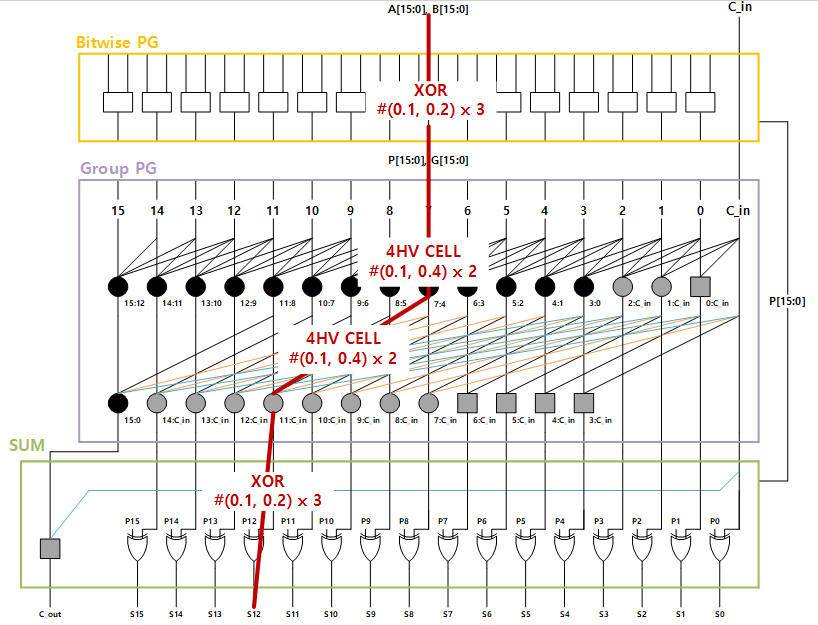 A[15:0], B[15:0]
C_in
Bitwise PG
XOR
#(0.1, 0.2) x 3
P[15:0], G[15:0]
Group PG
15 14 13 12 11 10 9 8 6 5 4 3 2 1 0 C_in
4HV CELL
#(0.1, 0.4) x 2
15:12 14:11 13:10 12:9 11:8 10:7 9:6 8:5 7:4 6:3 5:2 4:1 3:0 2:C_in 1:C_in 0:C_in
P[15:0]
4HV CELL
#(0.1, 0.4) x 2
15:0 14:C_in 13:C_in 12:C_in 11:C_in 10:C_in 9:C_in 8:C_in 7:C_in 6:C_in 5:C_in 4:C_in 3:C_in
SUM
XOR
#(0.1, 0.2) x 3
P15 P14 P13 P12 P11 P10 P9 P8 P7 P6 P5 P4 P3 P2 P1 P0
C_out S15 S14 S13 S12 S11 S10 S9 S8 S7 S6 S5 S4 S3 S2 S1 S0